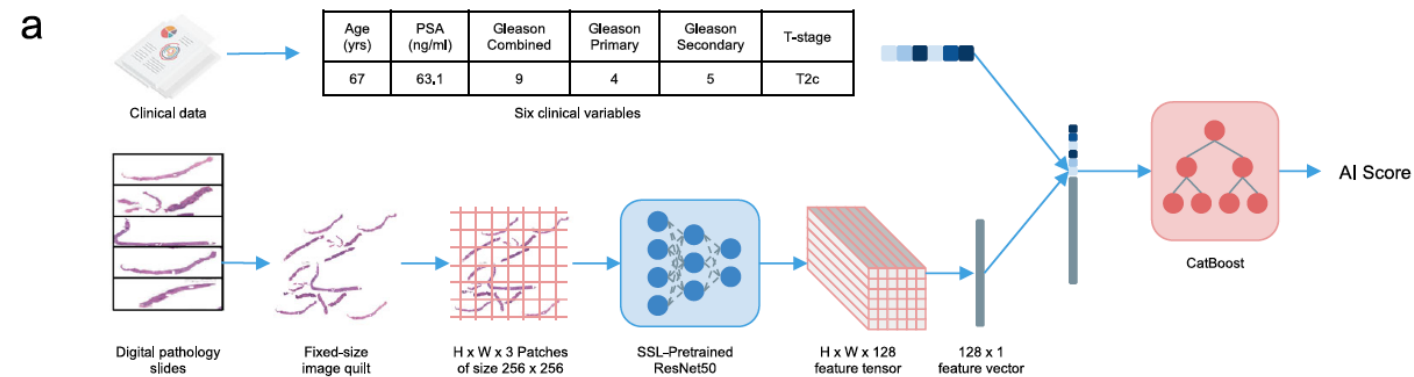 a
Age
(yrs)
PSA
(ng/ml)
Gleason
Combined
Gleason
Primary
Gleason
Secondary
T-stage
67
63.1
9
4
5
T2c
Clinical data
Six clinical variables
AI Score
CatBoost
Digital pathology
slides
Fixed-size
image quilt
H x W x 3 Patches
of size 256 x 256
SSL-Pretrained
ResNet50
H x W x 128
feature tensor
128 x 1
feature vector